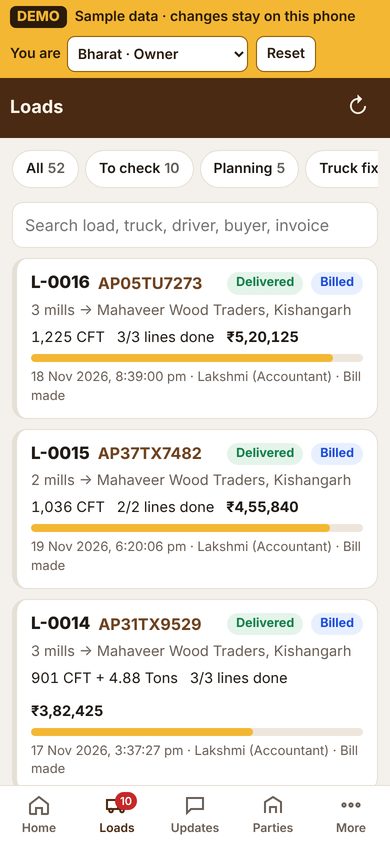 DEMO Sample data · changes stay on this phone
You are Bharat · Owner Reset
Loads
All 52 To check 10 Planning 5 Truck fix
Search load, truck, driver, buyer, invoice
L-0016 AP05TU7273 Delivered Billed
3 mills → Mahaveer Wood Traders, Kishangarh
1,225 CFT 3/3 lines done ₹5,20,125
18 Nov 2026, 8:39:00 pm · Lakshmi (Accountant) · Bill
made
L-0015 AP37TX7482 Delivered Billed
2 mills → Mahaveer Wood Traders, Kishangarh
1,036 CFT 2/2 lines done ₹4,55,840
19 Nov 2026, 6:20:06 pm · Lakshmi (Accountant) · Bill
made
L-0014 AP31TX9529 Delivered Billed
3 mills → Mahaveer Wood Traders, Kishangarh
901 CFT + 4.88 Tons 3/3 lines done
₹3,82,425
17 Nov 2026, 3:37:27 pm · Lakshmi (Accountant) · Bill
made
10
Home Loads Updates Parties More